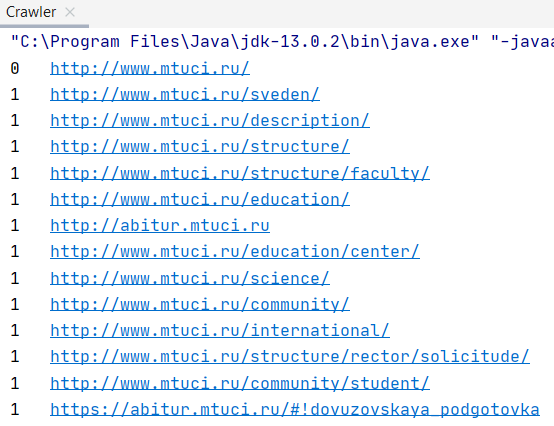 Crawler ×
"C:\Program Files\Java\jdk-13.0.2\bin\java.exe" "-java
0 http://www.mtuci.ru/
1 http://www.mtuci.ru/sveden/
1 http://www.mtuci.ru/description/
1 http://www.mtuci.ru/structure/
1 http://www.mtuci.ru/structure/faculty/
1 http://www.mtuci.ru/education/
1 http://abitur.mtuci.ru
1 http://www.mtuci.ru/education/center/
1 http://www.mtuci.ru/science/
1 http://www.mtuci.ru/community/
1 http://www.mtuci.ru/international/
1 http://www.mtuci.ru/structure/rector/solicitude/
1 http://www.mtuci.ru/community/student/
1 https://abitur.mtuci.ru/#!dovuzovskaya_podgotovka